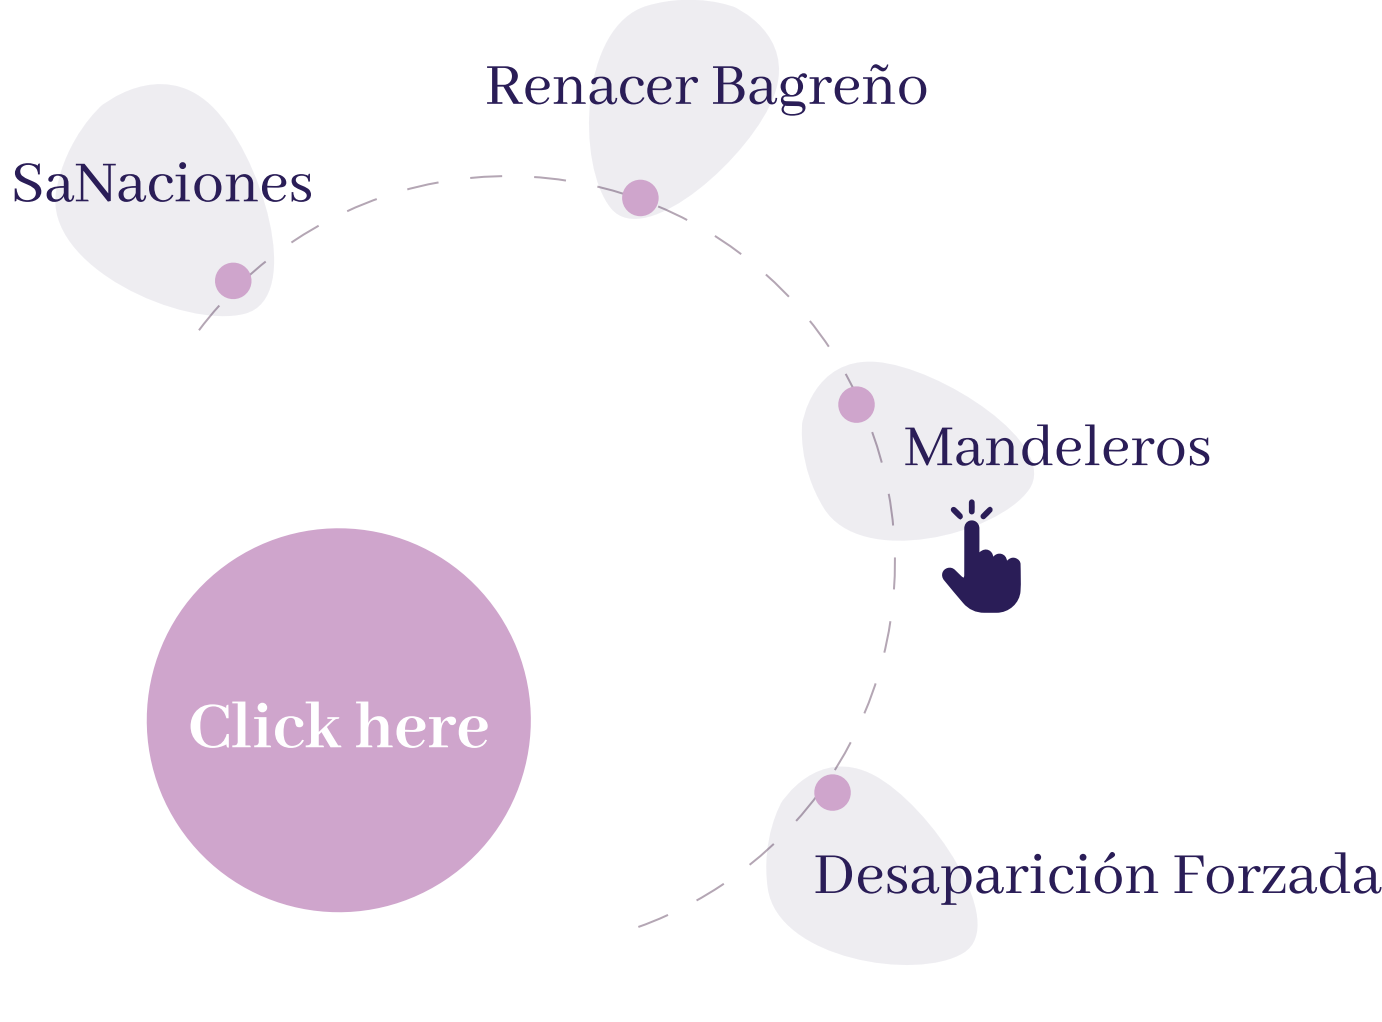 Renacer Bagreño
SaNaciones
Mandeleros
Click here
Desaparición Forzada